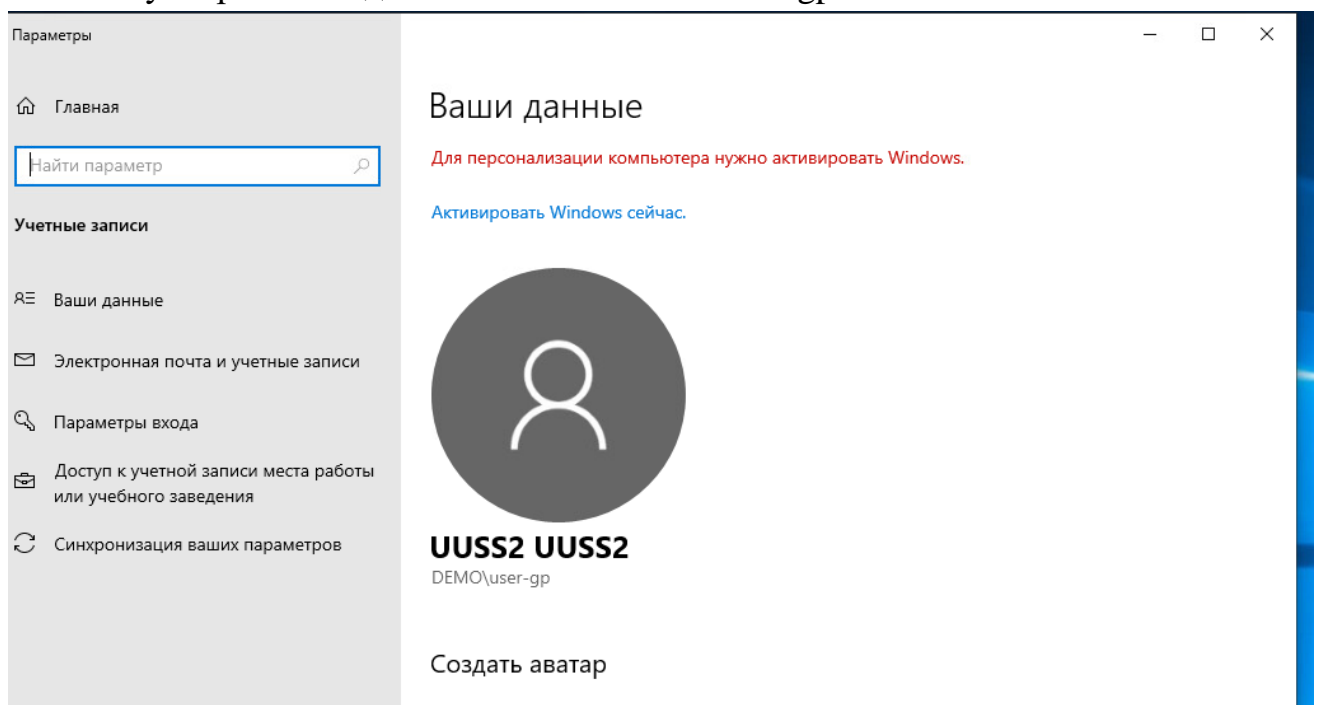 Параметры
Главная
Найти параметр
Учетные записи
Ваши данные
Электронная почта и учетные записи
Параметры входа
Доступ к учетной записи места работы
или учебного заведения
Синхронизация ваших параметров
Ваши данные
Для персонализации компьютера нужно активировать Windows.
Активировать Windows сейчас.
UUSS2 UUSS2
DEMO\user-gp
Создать аватар